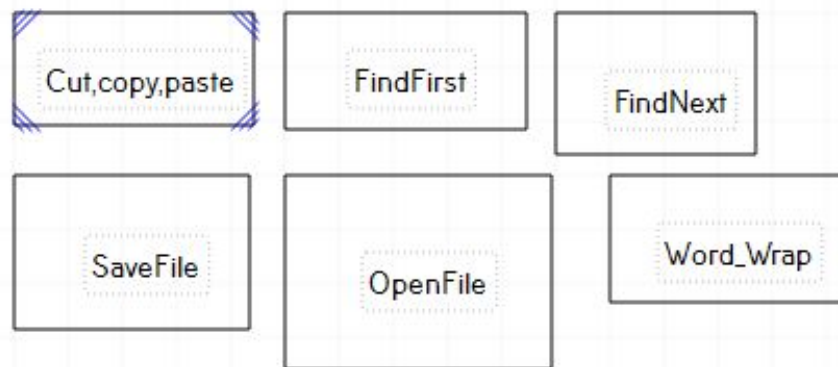 Cut,copy,paste
FindFirst
FindNext
SaveFile
OpenFile
Word_Wrap